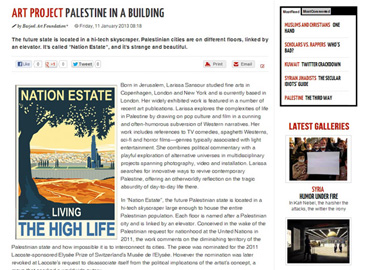 ART PROJECT PALESTINE IN A BUILDING
Friday, 11 January 2013 08:18
The future state is located in a hi-tech skyscraper. Palestinian cities are on different floors, linked by
an elevator. It's called "Nation Estate", and it's strange and beautiful.
Like
Tweet
Print
Email
NATION ESTATE
LIVING
THE HIGH LIFE
Born in Jerusalem, Larissa Sansour studied fine arts in
Copenhagen, London and New York and is currently based in
London. Her widely exhibited work is featured in a number of
recent art publications. Larissa explores the complexities of life
in Palestine by drawing on pop culture and film in a cunning
and often-humorous subversion of Western narratives. Her
work includes references to TV comedies, spaghetti Westerns,
sci-fi and horror films—genres typically associated with light
entertainment. She combines political commentary with a
playful exploration of alternative universes in multidisciplinary
projects spanning photography, video and installation. Larissa
searches for innovative ways to revive contemporary
Palestine, offering an otherworldly reflection on the tragic
absurdity of day-to-day life there.
In "Nation Estate", the future Palestinian state is located in a
hi-tech skyscraper large enough to house the entire
Palestinian population. Each floor is named after a Palestinian
city and is linked by an elevator. Conceived in the wake of the
Palestinian request for nationhood at the United Nations in
2011, the work comments on the diminishing territory of the
Palestinian state and how impossible it is to interconnect its cities. The piece was nominated for the 2011
Lacoste-sponsored Elysée Prize of Switzerland's Musée de l'Elysée. However the nomination was later
revoked at Lacoste's request to disassociate itself from the political implications of the artist's concept, a
MUSLIMS AND CHRISTIANS ONE
HAND
SCHOLARS VS. RAPPERS WHO'S
BAD?
KUWAIT TWITTER CRACKDOWN
SYRIAN JIHADISTS THE SECULAR
IDIOTS' GUIDE
PALESTINE THE THIRD WAY
LATEST GALLERIES
SYRIA
HUMOR UNDER FIRE
In Kafr Nebel, the harsher the
attacks, the wittier the story